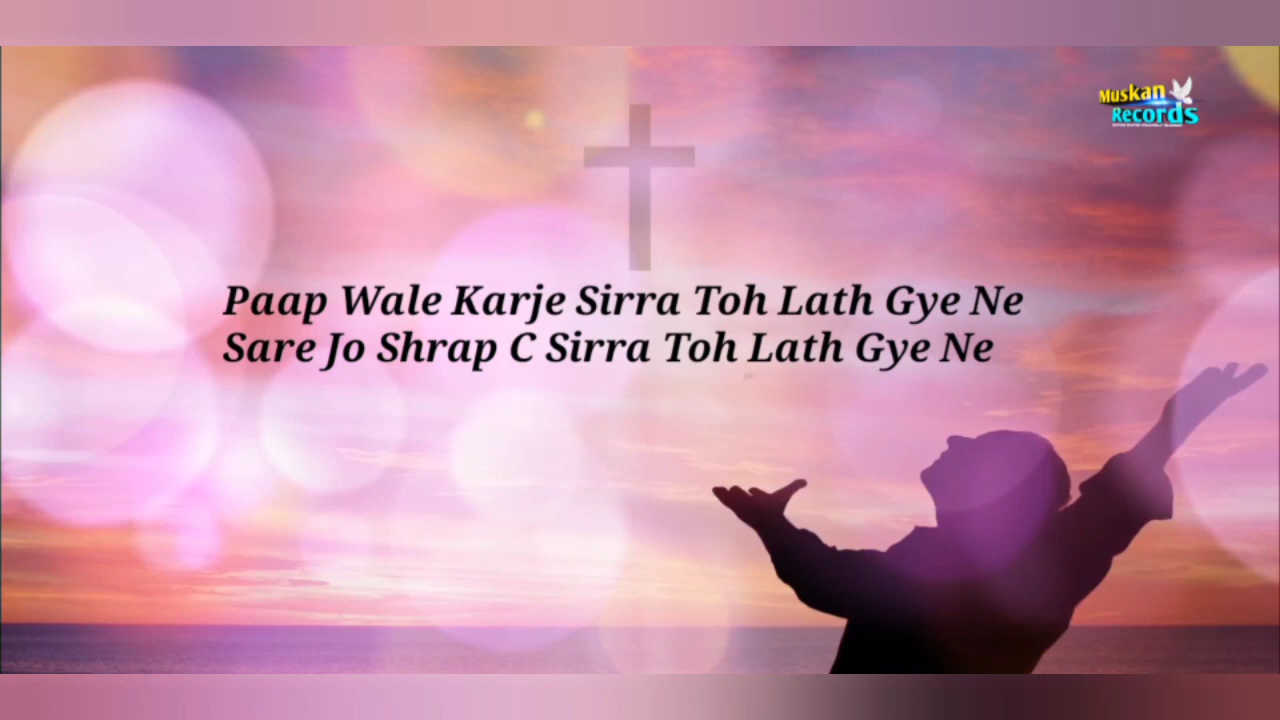 Muskan
Records
Paap Wale Karje Sirra Toh Lath Gye Ne
Sare Jo Shrap C Sirra Toh Lath Gye Ne